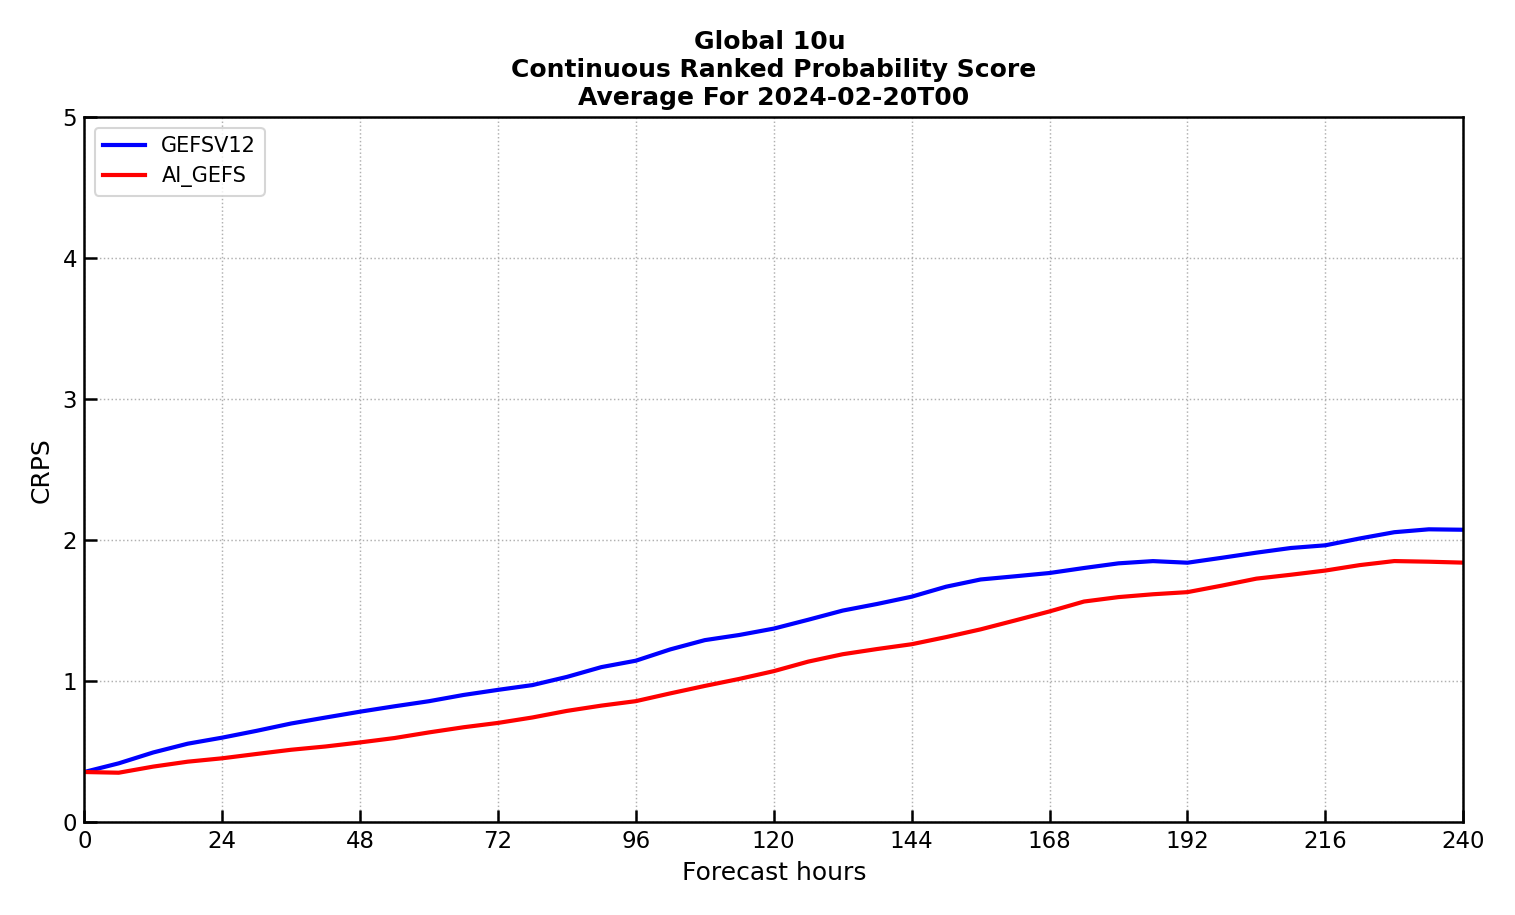 Global 10u
Continuous Ranked Probability Score
Average For 2024-02-20T00
GEFSV12
AI_GEFS
5
4
3
2
1
0
CRPS
0 24 48 72 96 120 144 168 192 216 240
Forecast hours